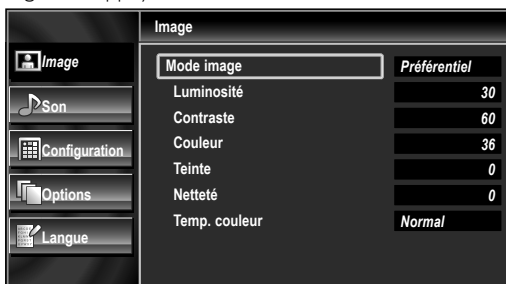 Image
Image
Son
Configuration
Options
Langue
Mode image Préférentiel
Luminosité 30
Contraste 60
Couleur 36
Teinte 0
Netteté 0
Temp. couleur Normal